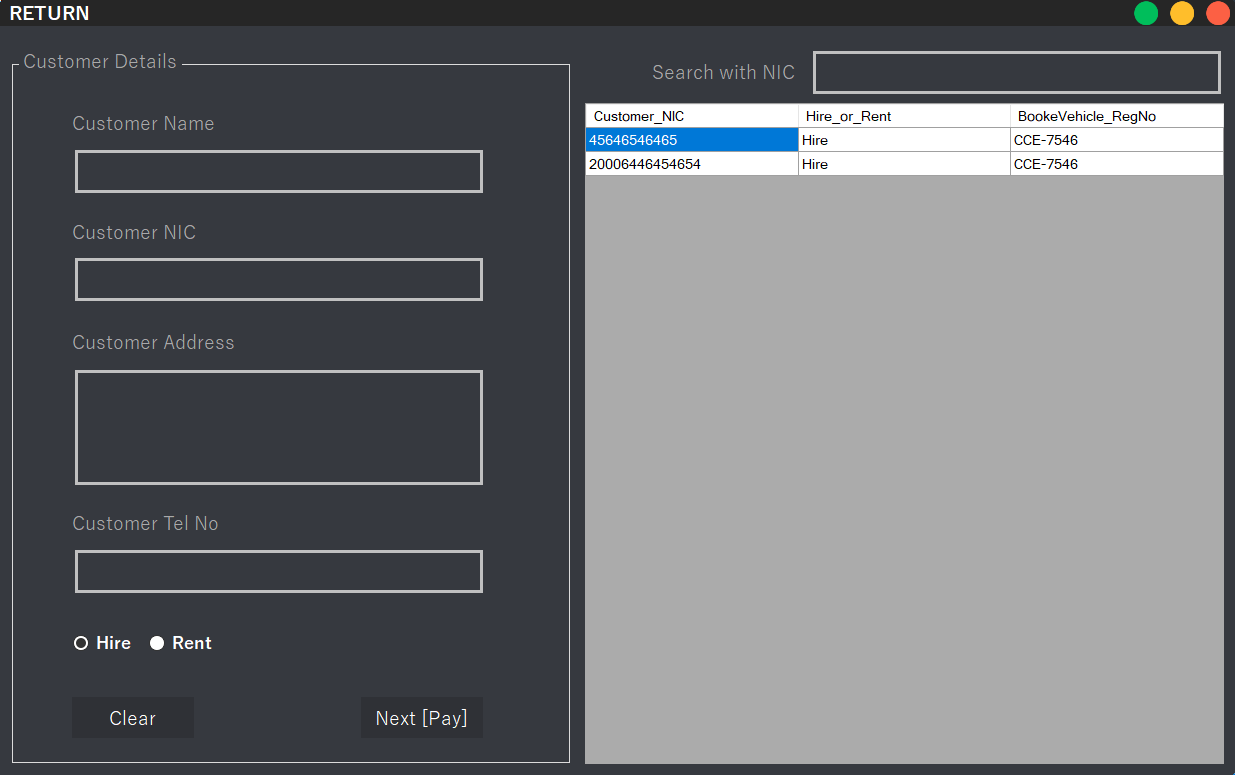 RETURN
Customer Details
Customer Name
Customer NIC
Customer Address
Customer Tel No
Hire Rent
Clear Next [Pay]
Search with NIC
Customer_NIC Hire_or_Rent BookeVehicle_RegNo
45646546465 Hire CCE-7546
20006446454654 Hire CCE-7546